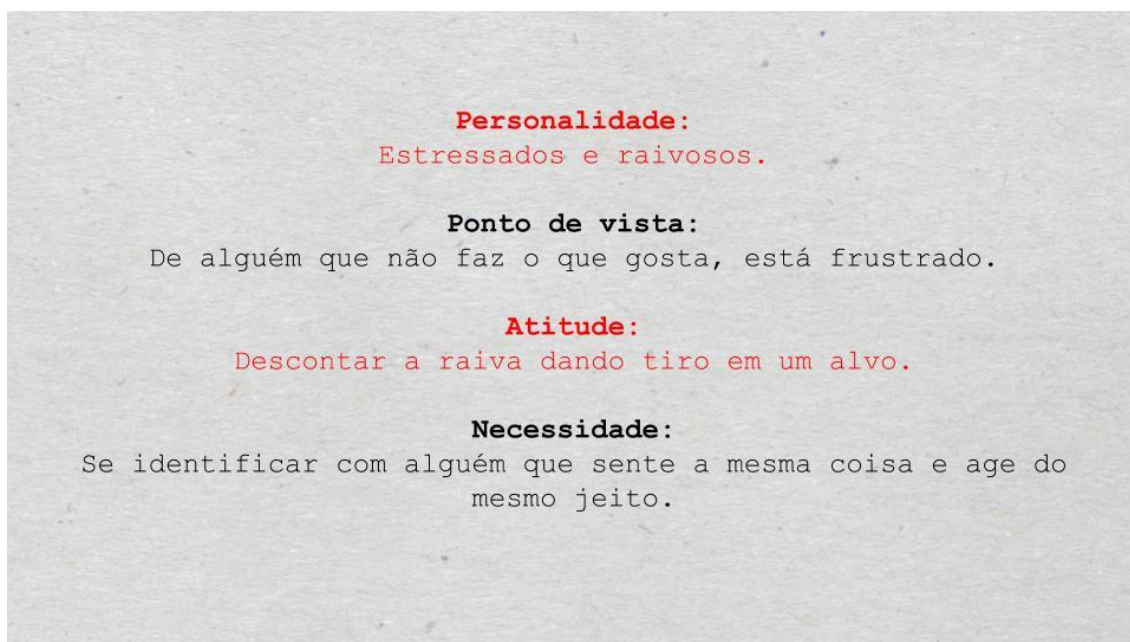 Personalidade:
Estressados e raivosos.
Ponto de vista:
De alguém que não faz o que gosta, está frustrado.
Atitude:
Descontar a raiva dando tiro em um alvo.
Necessidade:
Se identificar com alguém que sente a mesma coisa e age do
mesmo jeito.